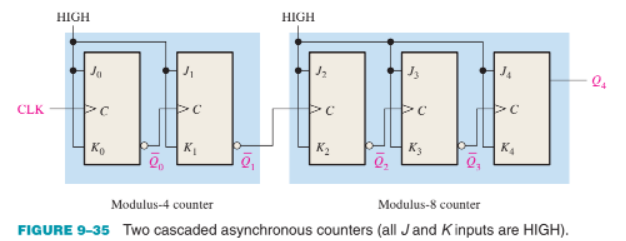 HIGH HIGH
J₀ J₁ J₂ J₃ J₄ Q₄
CLK C C C C C
K₀ K₁ K₂ K₃ K₄
Q̅₀ Q̅₁ Q̅₂ Q̅₃
Modulus-4 counter Modulus-8 counter
FIGURE 9–35 Two cascaded asynchronous counters (all J and K inputs are HIGH).